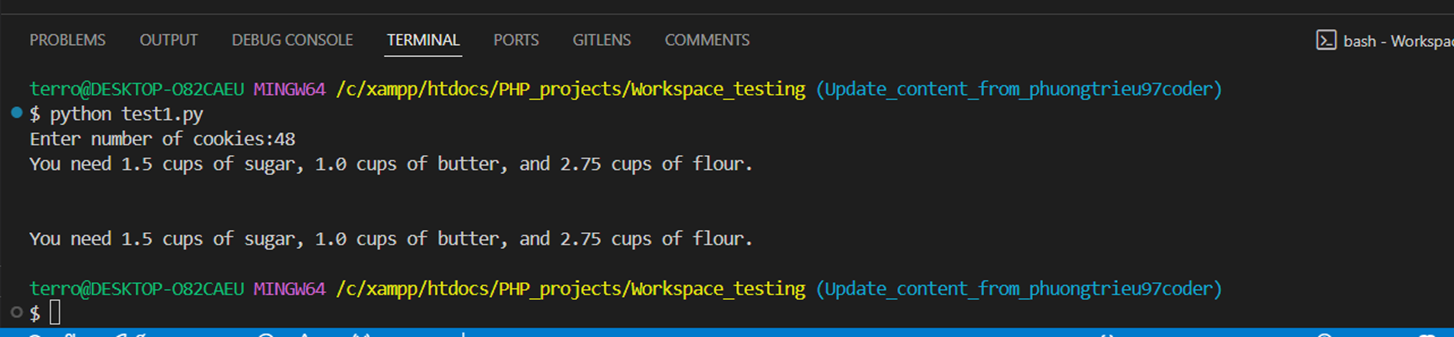 PROBLEMS OUTPUT DEBUG CONSOLE TERMINAL PORTS GITLENS COMMENTS bash - Workspa
terro@DESKTOP-O82CAEU MINGW64 /c/xampp/htdocs/PHP_projects/Workspace_testing (Update_content_from_phuongtrieu97coder)
$ python test1.py
Enter number of cookies:48
You need 1.5 cups of sugar, 1.0 cups of butter, and 2.75 cups of flour.
You need 1.5 cups of sugar, 1.0 cups of butter, and 2.75 cups of flour.
terro@DESKTOP-O82CAEU MINGW64 /c/xampp/htdocs/PHP_projects/Workspace_testing (Update_content_from_phuongtrieu97coder)
$